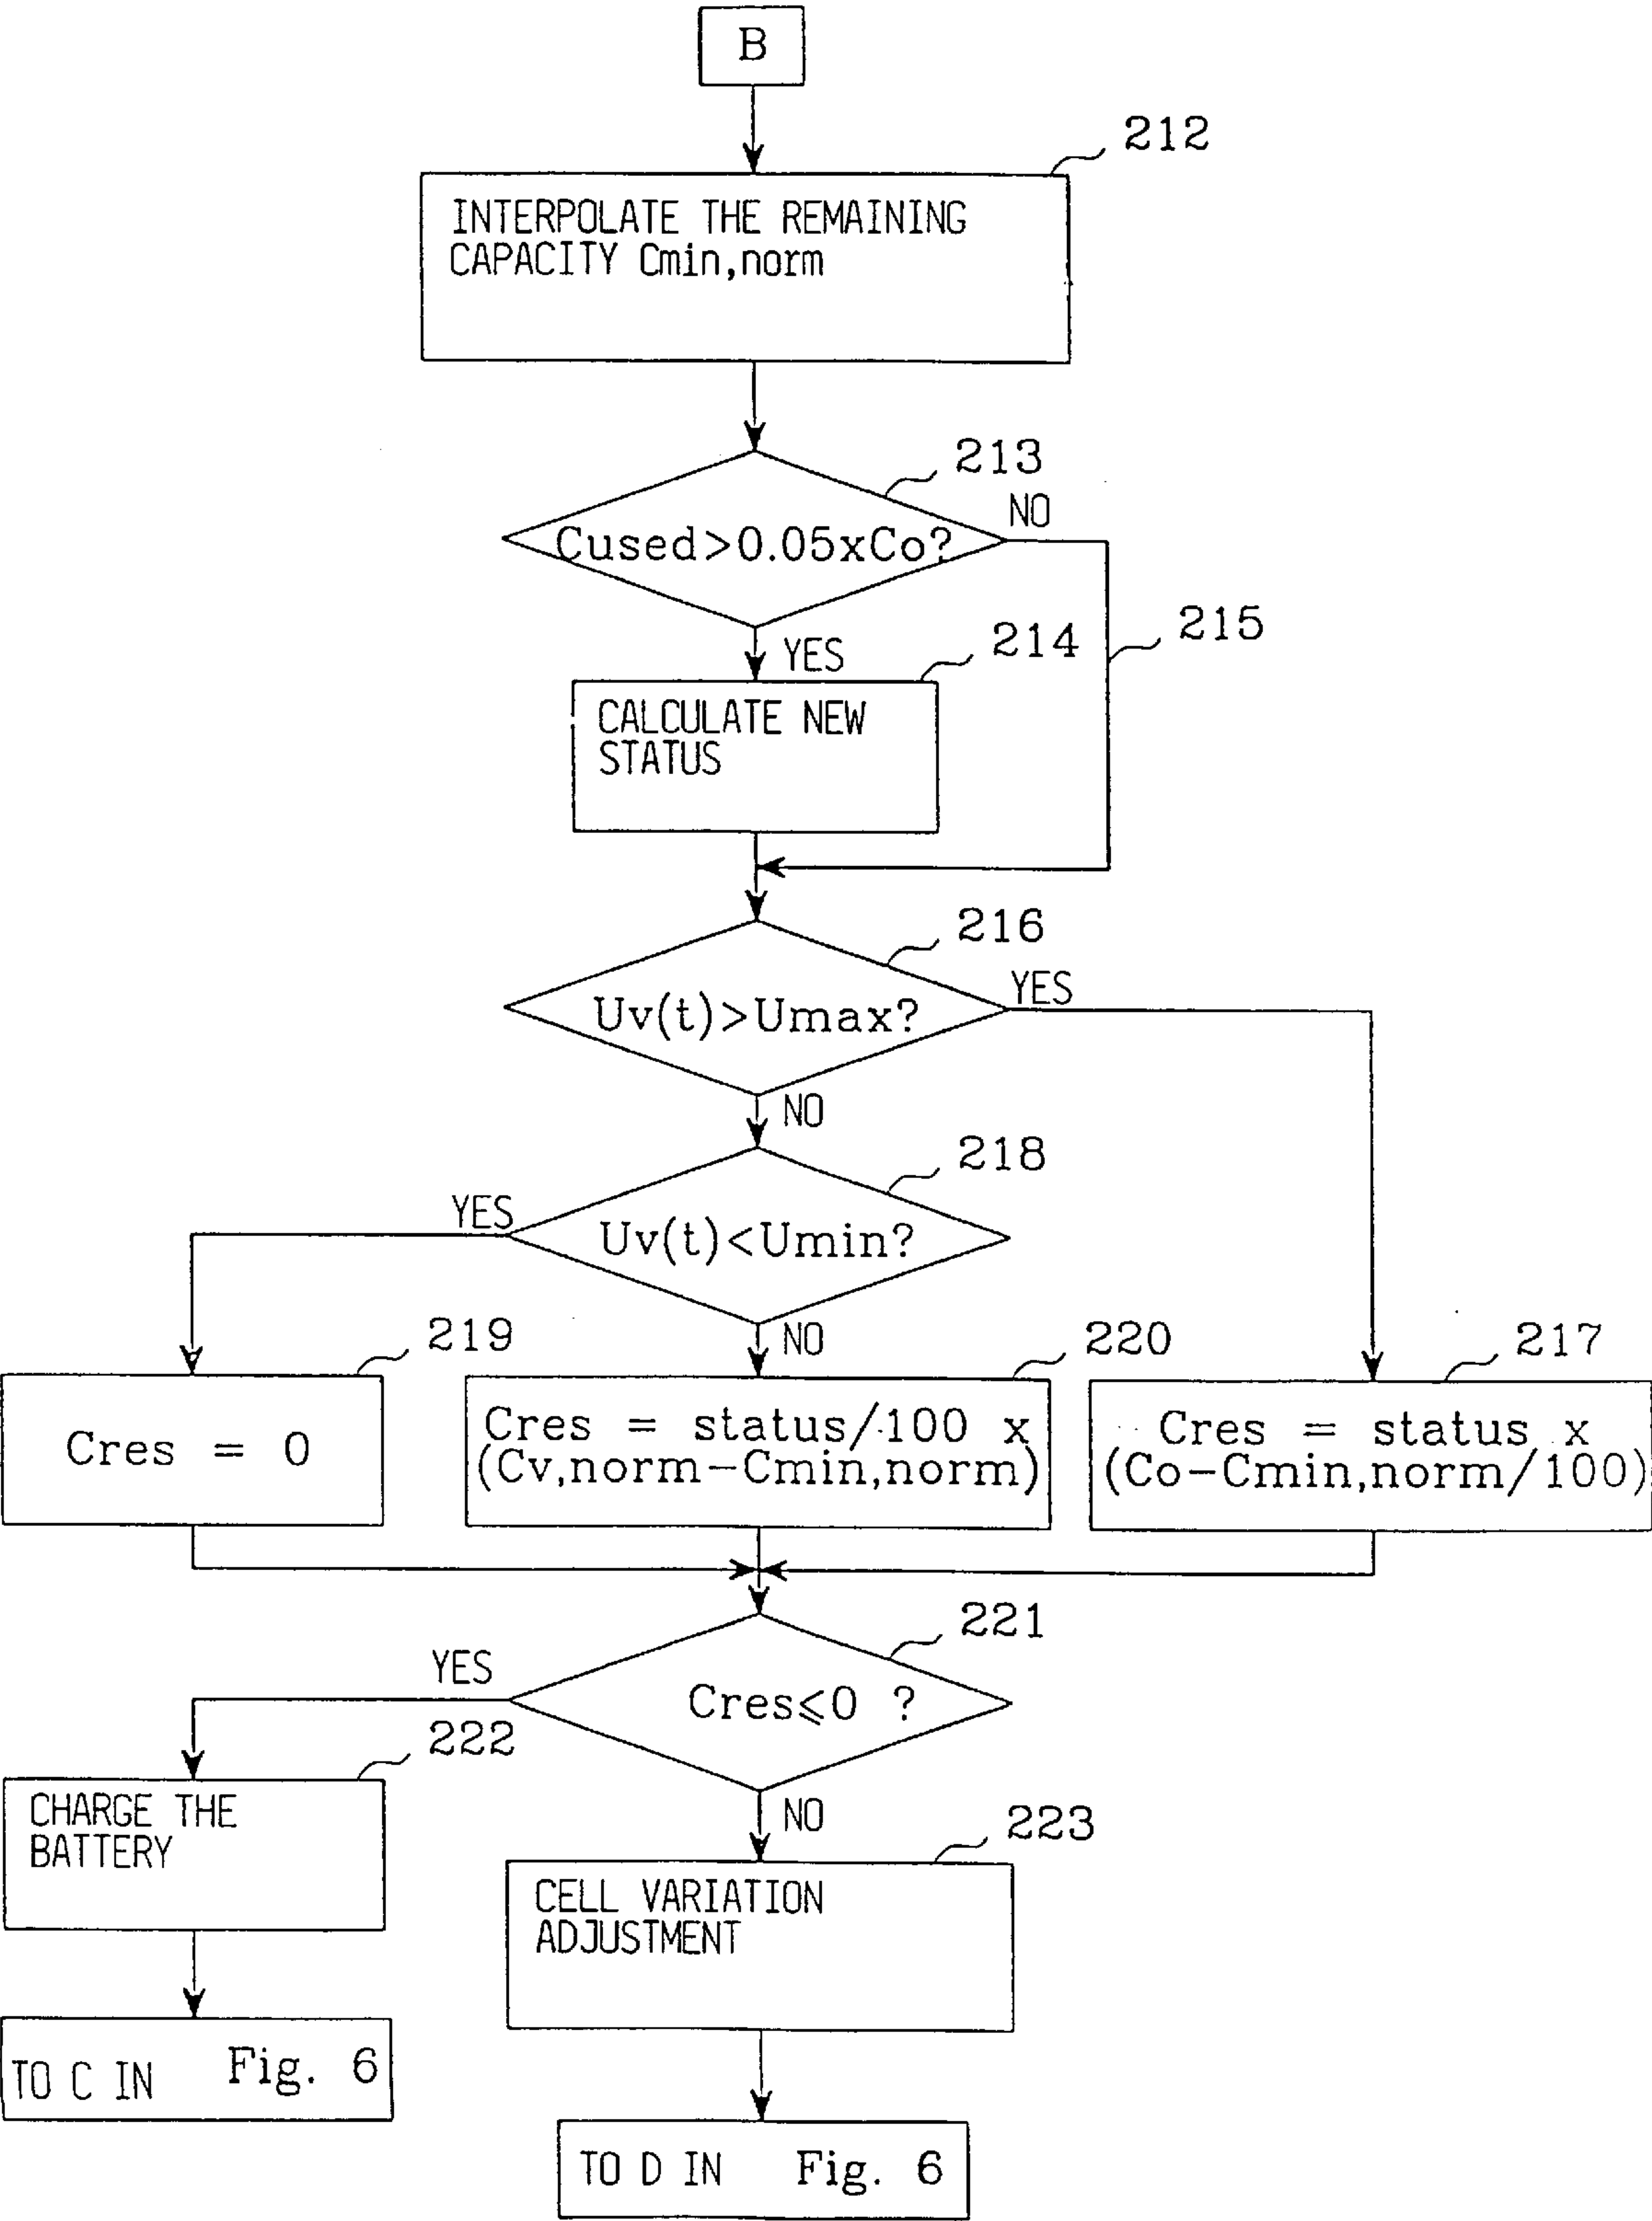 B
212
INTERPOLATE THE REMAINING
CAPACITY Cmin,norm
213
NO
Cused>0.05xCo?
215
YES
214
CALCULATE NEW
STATUS
216
YES
Uv(t)>Umax?
NO
218
YES
Uv(t)<Umin?
NO
219
220
217
Cres = 0
Cres = status/100 x
(Cv,norm-Cmin,norm)
Cres = status x
(Co-Cmin,norm/100)
221
YES
Cres⩽0 ?
222
NO
CHARGE THE
BATTERY
223
CELL VARIATION
ADJUSTMENT
TO C IN Fig. 6
TO D IN Fig. 6